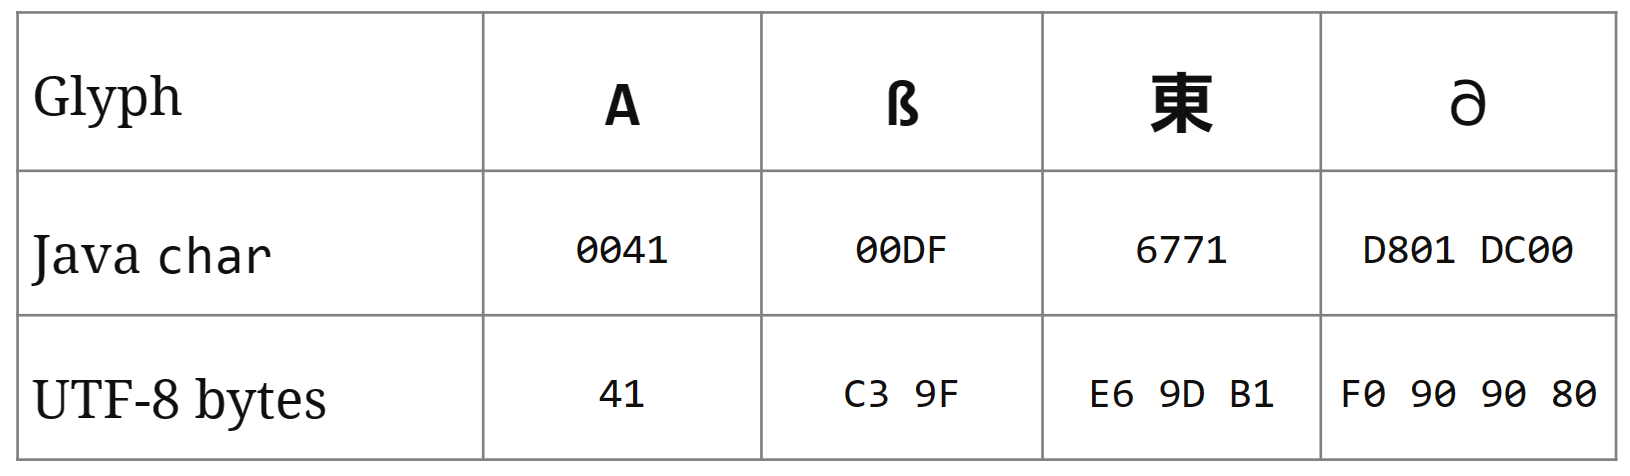 Glyph A ß 東 𐐀
Java char 0041 00DF 6771 D801 DC00
UTF-8 bytes 41 C3 9F E6 9D B1 F0 90 90 80